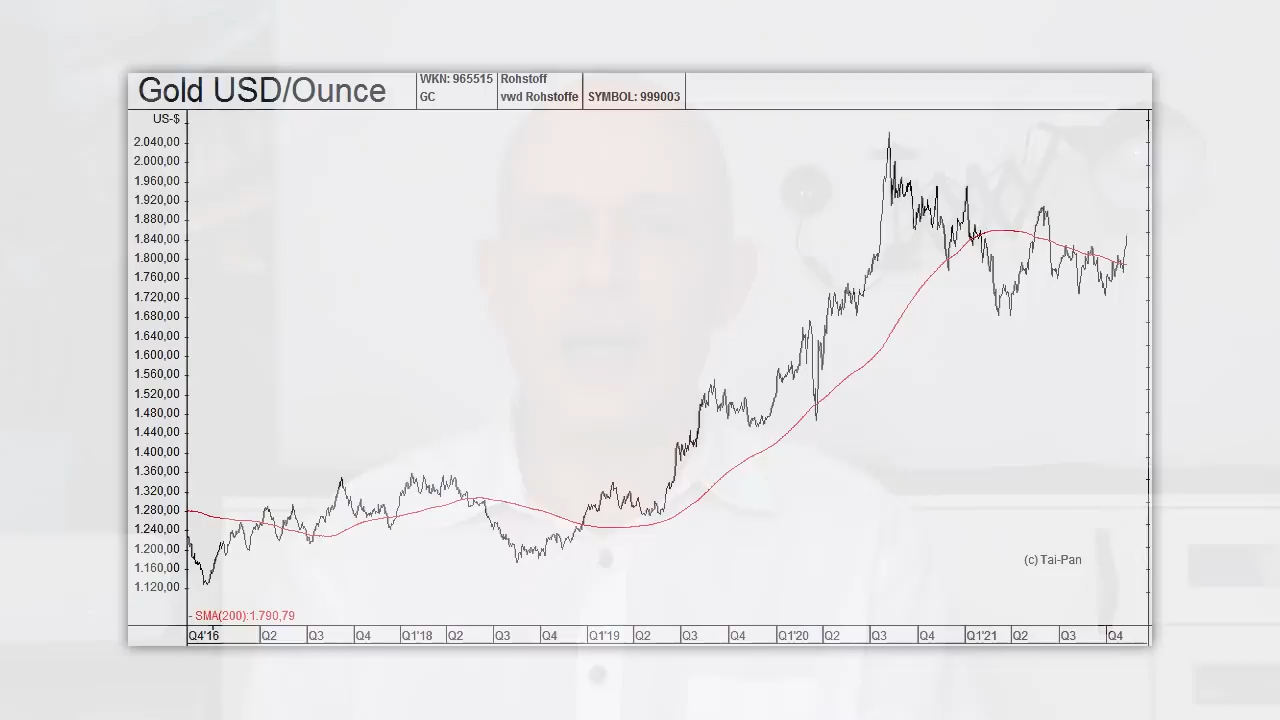 Gold USD/Ounce
WKN: 965515
GC
Rohstoff
vwd Rohstoffe
SYMBOL: 999003
US-$
2.040,00
2.000,00
1.960,00
1.920,00
1.880,00
1.840,00
1.800,00
1.760,00
1.720,00
1.680,00
1.640,00
1.600,00
1.560,00
1.520,00
1.480,00
1.440,00
1.400,00
1.360,00
1.320,00
1.280,00
1.240,00
1.200,00
1.160,00
1.120,00
(c) Tai-Pan
- SMA(200):1.790,79
Q4'16 Q2 Q3 Q4 Q1'18 Q2 Q3 Q4 Q1'19 Q2 Q3 Q4 Q1'20 Q2 Q3 Q4 Q1'21 Q2 Q3 Q4